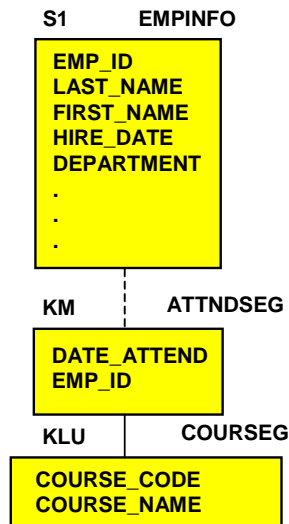 S1 EMPINFO
EMP_ID
LAST_NAME
FIRST_NAME
HIRE_DATE
DEPARTMENT
.
.
.
KM ATTNDSEG
DATE_ATTEND
EMP_ID
KLU COURSEG
COURSE_CODE
COURSE_NAME